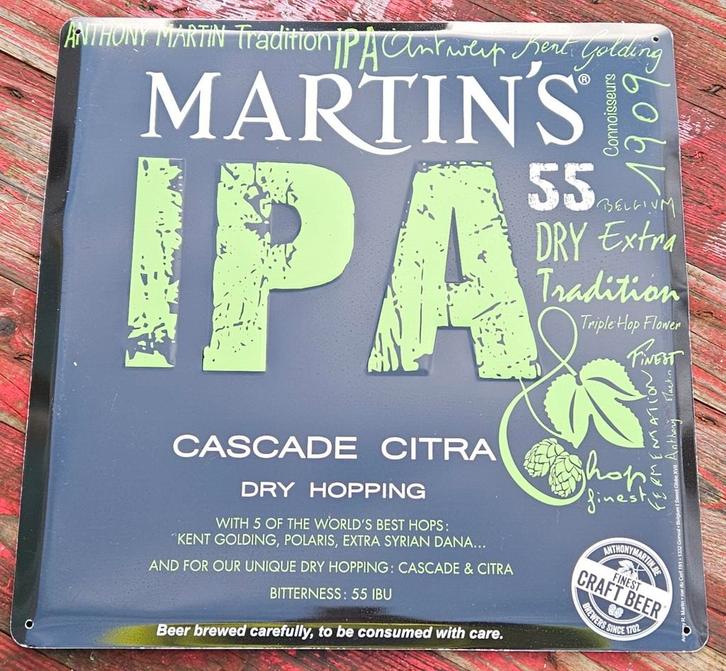 ANTHONY MARTIN Tradition IPA Antwerp Kent Golding
MARTIN'S®
Connoisseurs
1909
IPA
55
BELGIUM
DRY Extra
Tradition
Triple Hop Flower
FINEST
FERMENTATION
Anthony Martin
hop
finest
CASCADE CITRA
DRY HOPPING
WITH 5 OF THE WORLD'S BEST HOPS:
KENT GOLDING, POLARIS, EXTRA SYRIAN DANA...
AND FOR OUR UNIQUE DRY HOPPING: CASCADE & CITRA
BITTERNESS: 55 IBU
ANTHONYMARTIN.BE
FINEST
CRAFT BEER
BREWERS SINCE 1702
Beer brewed carefully, to be consumed with care.